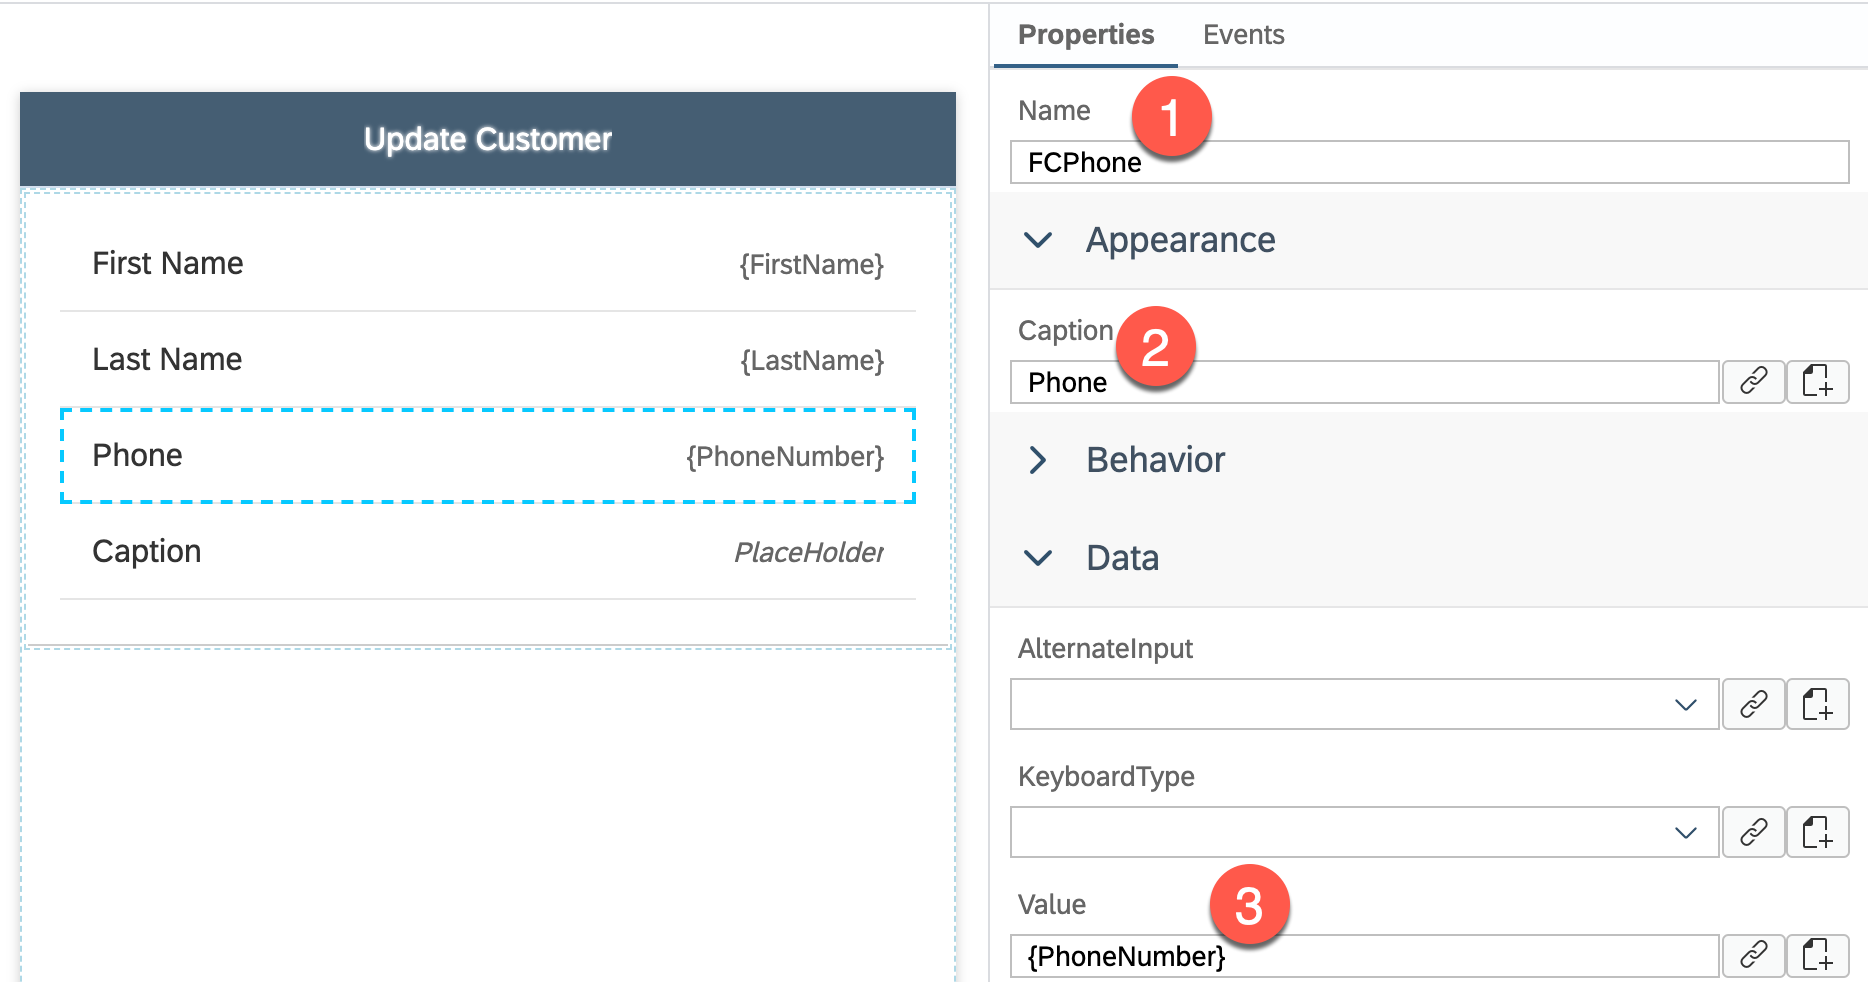 Update Customer
First Name {FirstName}
Last Name {LastName}
Phone {PhoneNumber}
Caption PlaceHolder
Properties Events
Name 1
FCPhone
Appearance
Caption 2
Phone
Behavior
Data
AlternateInput
KeyboardType
Value 3
{PhoneNumber}